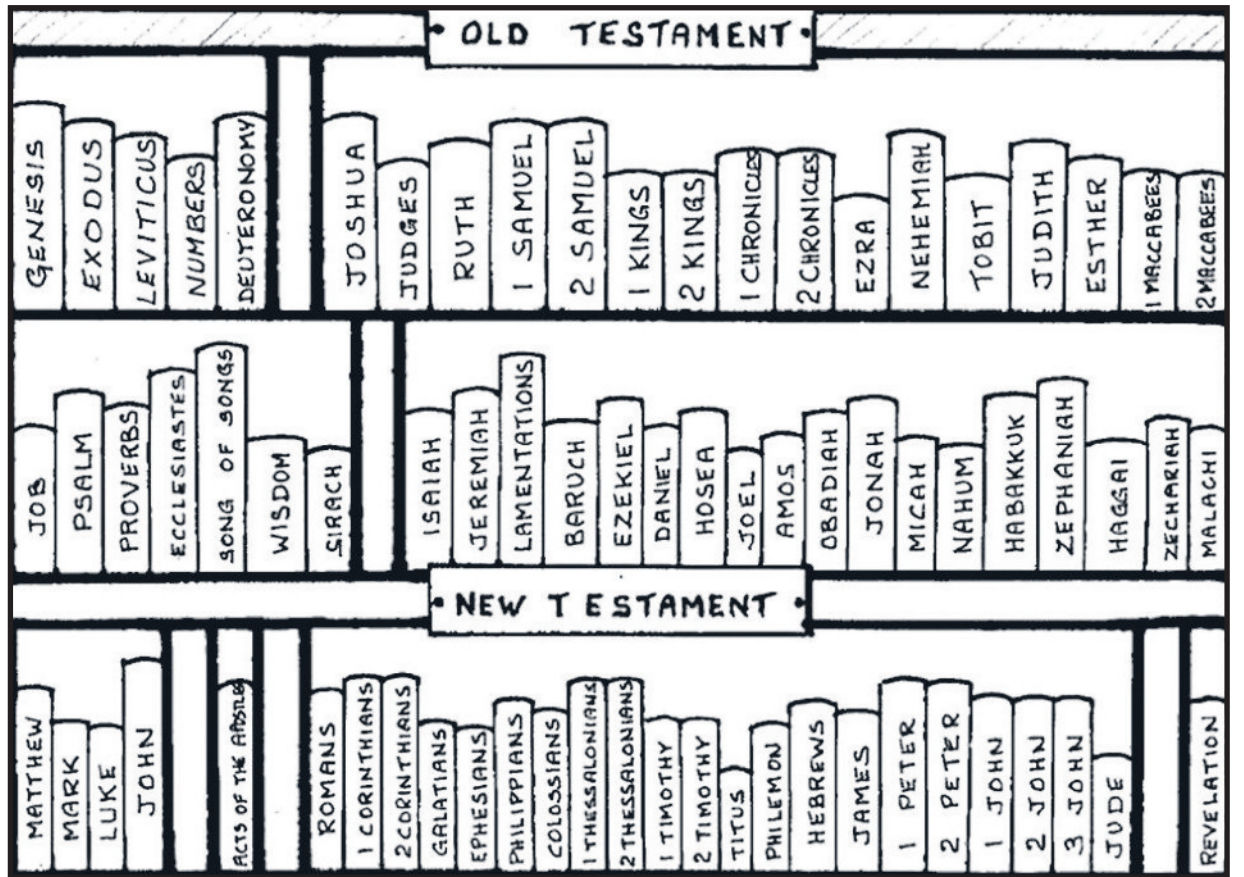 OLD TESTAMENT
GENESIS
EXODUS
LEVITICUS
NUMBERS
DEUTERONOMY
JOSHUA
JUDGES
RUTH
1 SAMUEL
2 SAMUEL
1 KINGS
2 KINGS
1 CHRONICLES
2 CHRONICLES
EZRA
NEHEMIAH
TOBIT
JUDITH
ESTHER
1 MACCABEES
2 MACCABEES
JOB
PSALM
PROVERBS
ECCLESIASTES
SONG OF SONGS
WISDOM
SIRACH
ISAIAH
JEREMIAH
LAMENTATIONS
BARUCH
EZEKIEL
DANIEL
HOSEA
JOEL
AMOS
OBADIAH
JONAH
MICAH
NAHUM
HABAKKUK
ZEPHANIAH
HAGGAI
ZECHARIAH
MALACHI
NEW TESTAMENT
MATTHEW
MARK
LUKE
JOHN
ACTS OF THE APOSTLES
ROMANS
1 CORINTHIANS
2 CORINTHIANS
GALATIANS
EPHESIANS
PHILIPPIANS
COLOSSIANS
1 THESSALONIANS
2 THESSALONIANS
1 TIMOTHY
2 TIMOTHY
TITUS
PHILEMON
HEBREWS
JAMES
1 PETER
2 PETER
1 JOHN
2 JOHN
3 JOHN
JUDE
REVELATION